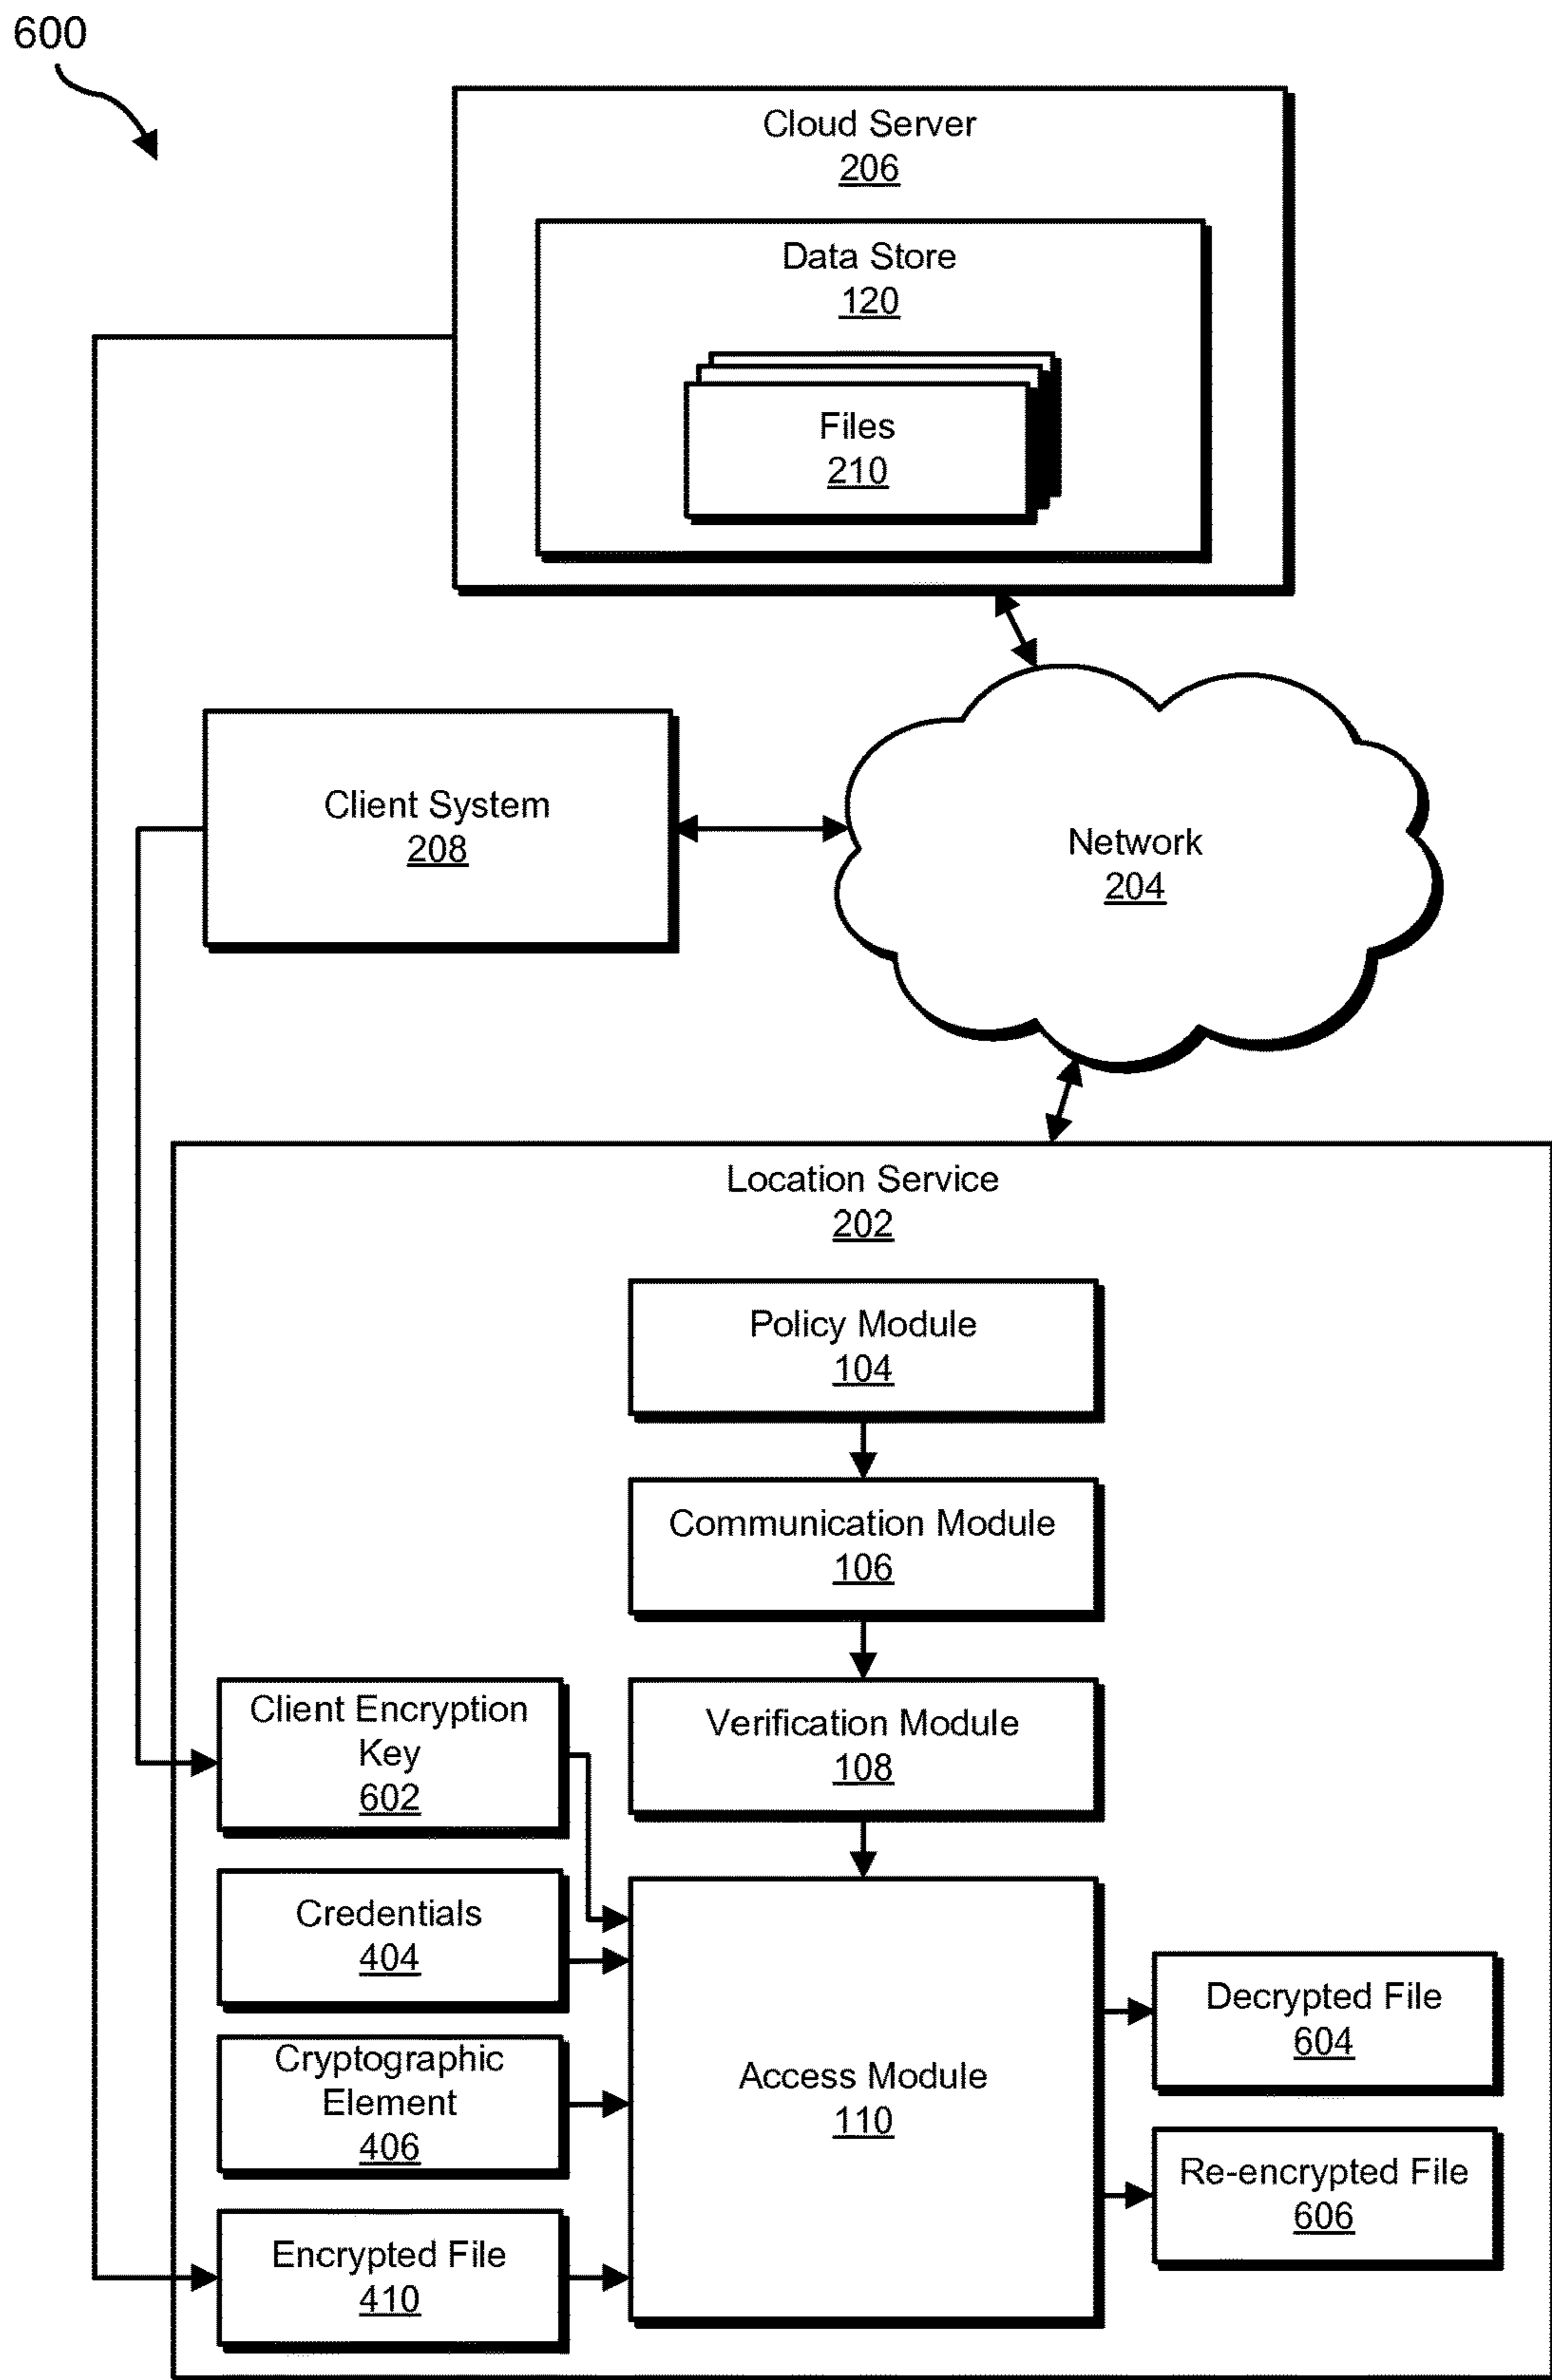 600
Cloud Server
206
Data Store
120
Files
210
Client System
208
Network
204
Location Service
202
Policy Module
104
Communication Module
106
Verification Module
108
Client Encryption
Key
602
Credentials
404
Cryptographic
Element
406
Encrypted File
410
Access Module
110
Decrypted File
604
Re-encrypted File
606